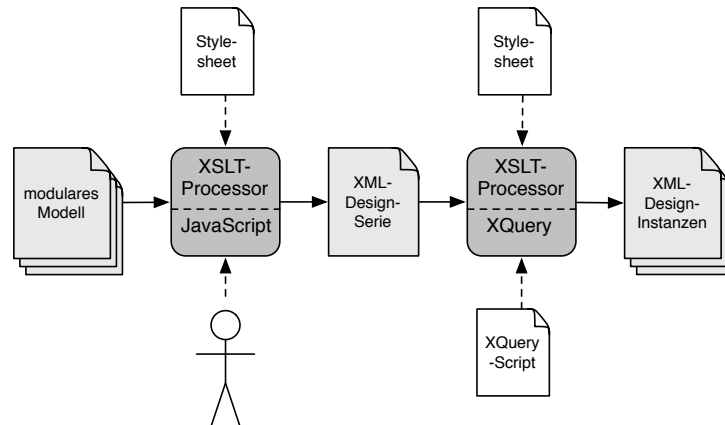 Style-
sheet
Style-
sheet
modulares
Modell
XSLT-
Processor
JavaScript
XML-
Design-
Serie
XSLT-
Processor
XQuery
XML-
Design-
Instanzen
XQuery
-Script